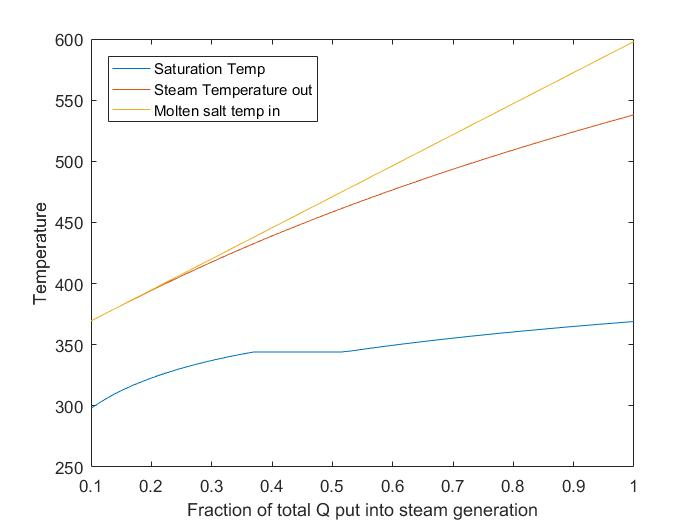 600
550
500
450
400
350
300
250
Temperature
Saturation Temp
Steam Temperature out
Molten salt temp in
0.1 0.2 0.3 0.4 0.5 0.6 0.7 0.8 0.9 1
Fraction of total Q put into steam generation